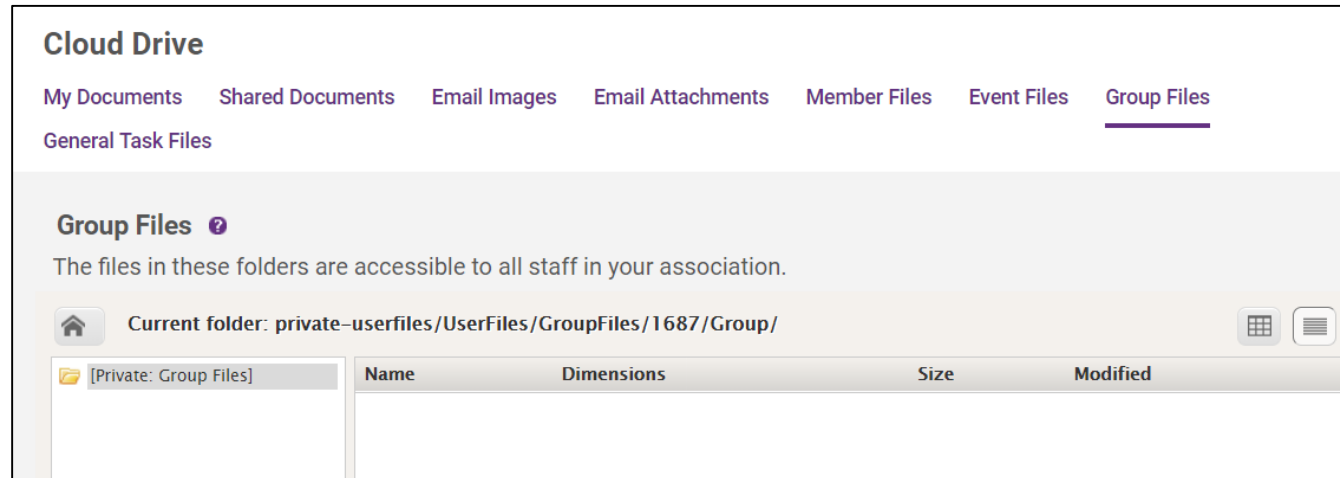 Cloud Drive
My Documents Shared Documents Email Images Email Attachments Member Files Event Files Group Files
General Task Files
Group Files ?
The files in these folders are accessible to all staff in your association.
Current folder: private-userfiles/UserFiles/GroupFiles/1687/Group/
[Private: Group Files] Name Dimensions Size Modified